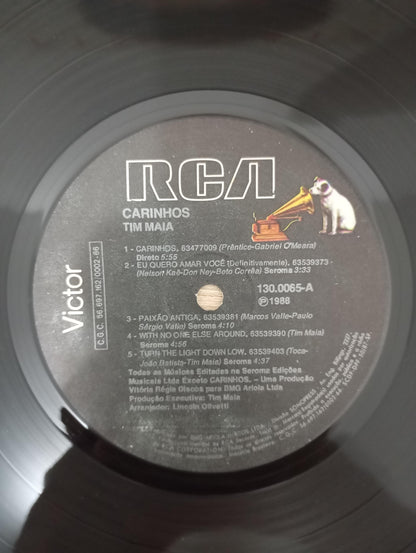 RCA
CARINHOS
TIM MAIA
1 - CARINHOS, 63477009 (Prêntice-Gabriel O'Meara)
Direto 5:55
2 - EU QUERO AMAR VOCÊ (Definitivamente), 63539373 -
(Nelson Kaê-Don Ney-Beto Corrêa) Seroma 3:33
130.0065-A
Ⓟ1988
3 - PAIXÃO ANTIGA, 63539381 (Marcos Valle-Paulo
Sérgio Valle) Seroma 4:10
4 - WITH NO ONE ELSE AROUND, 63539390 (Tim Maia)
Seroma 4:56
5 - TURN THE LIGHT DOWN LOW, 63539403 (Toca-
João Batista-Tim Maia) Seroma 4:37
Todas as Músicas Editadas na Seroma Edições
Musicais Ltda Exceto CARINHOS. - Uma Produção
Vitória Régia Discos para BMG Ariola Ltda
Produção Executiva: Tim Maia
Arranjador: Lincoln Olivetti
Victor